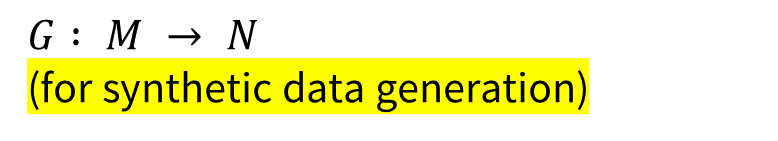 G : M → N
(for synthetic data generation)